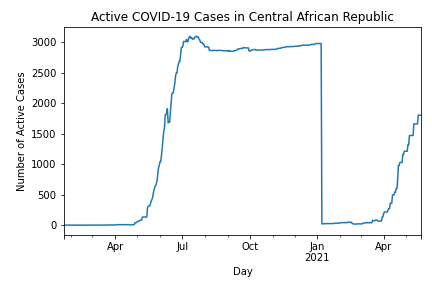 Active COVID-19 Cases in Central African Republic
Number of Active Cases
3000
2500
2000
1500
1000
500
0
Apr
Jul
Oct
Jan
2021
Apr
Day